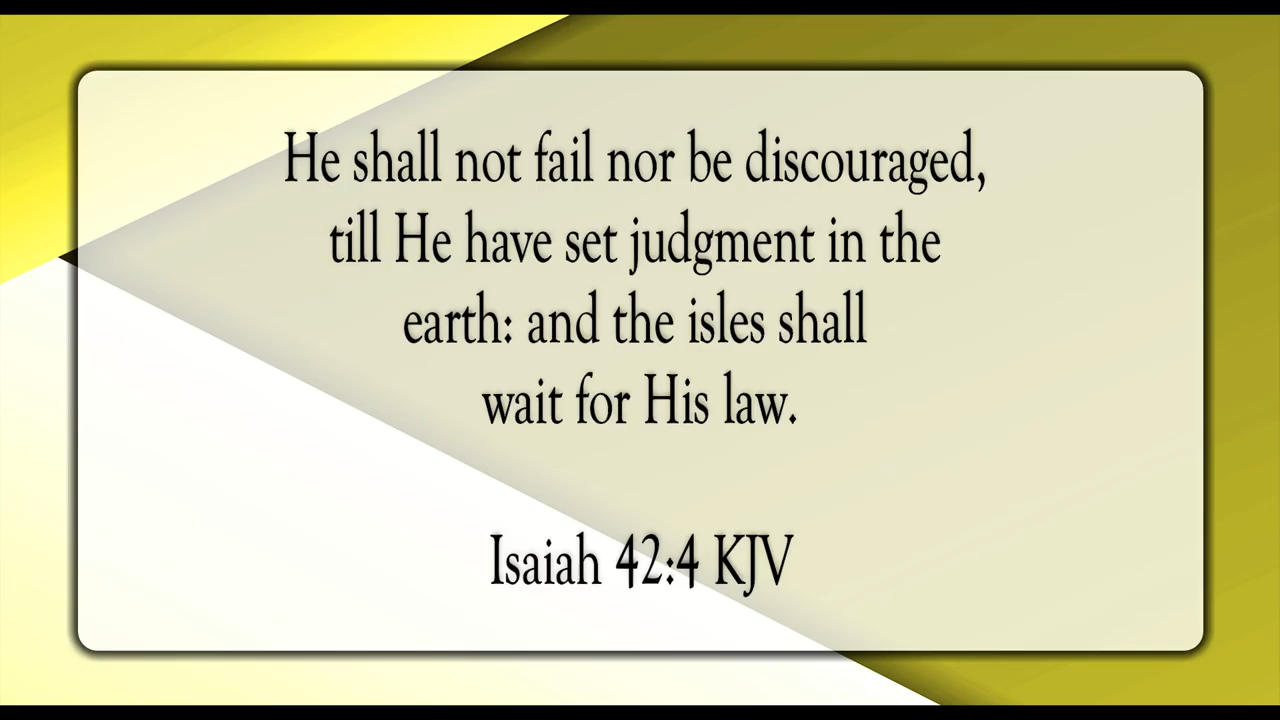 He shall not fail nor be discouraged,
till He have set judgment in the
earth: and the isles shall
wait for His law.
Isaiah 42:4 KJV